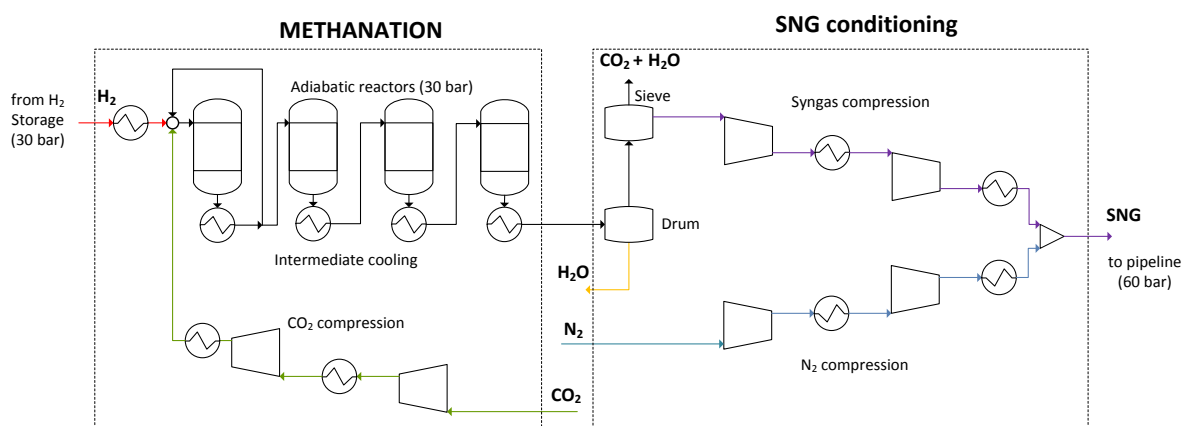 METHANATION
SNG conditioning
from H₂
Storage
(30 bar)
H₂
Adiabatic reactors (30 bar)
Intermediate cooling
CO₂ compression
CO₂
CO₂ + H₂O
Sieve
Drum
H₂O
N₂
Syngas compression
N₂ compression
SNG
to pipeline
(60 bar)